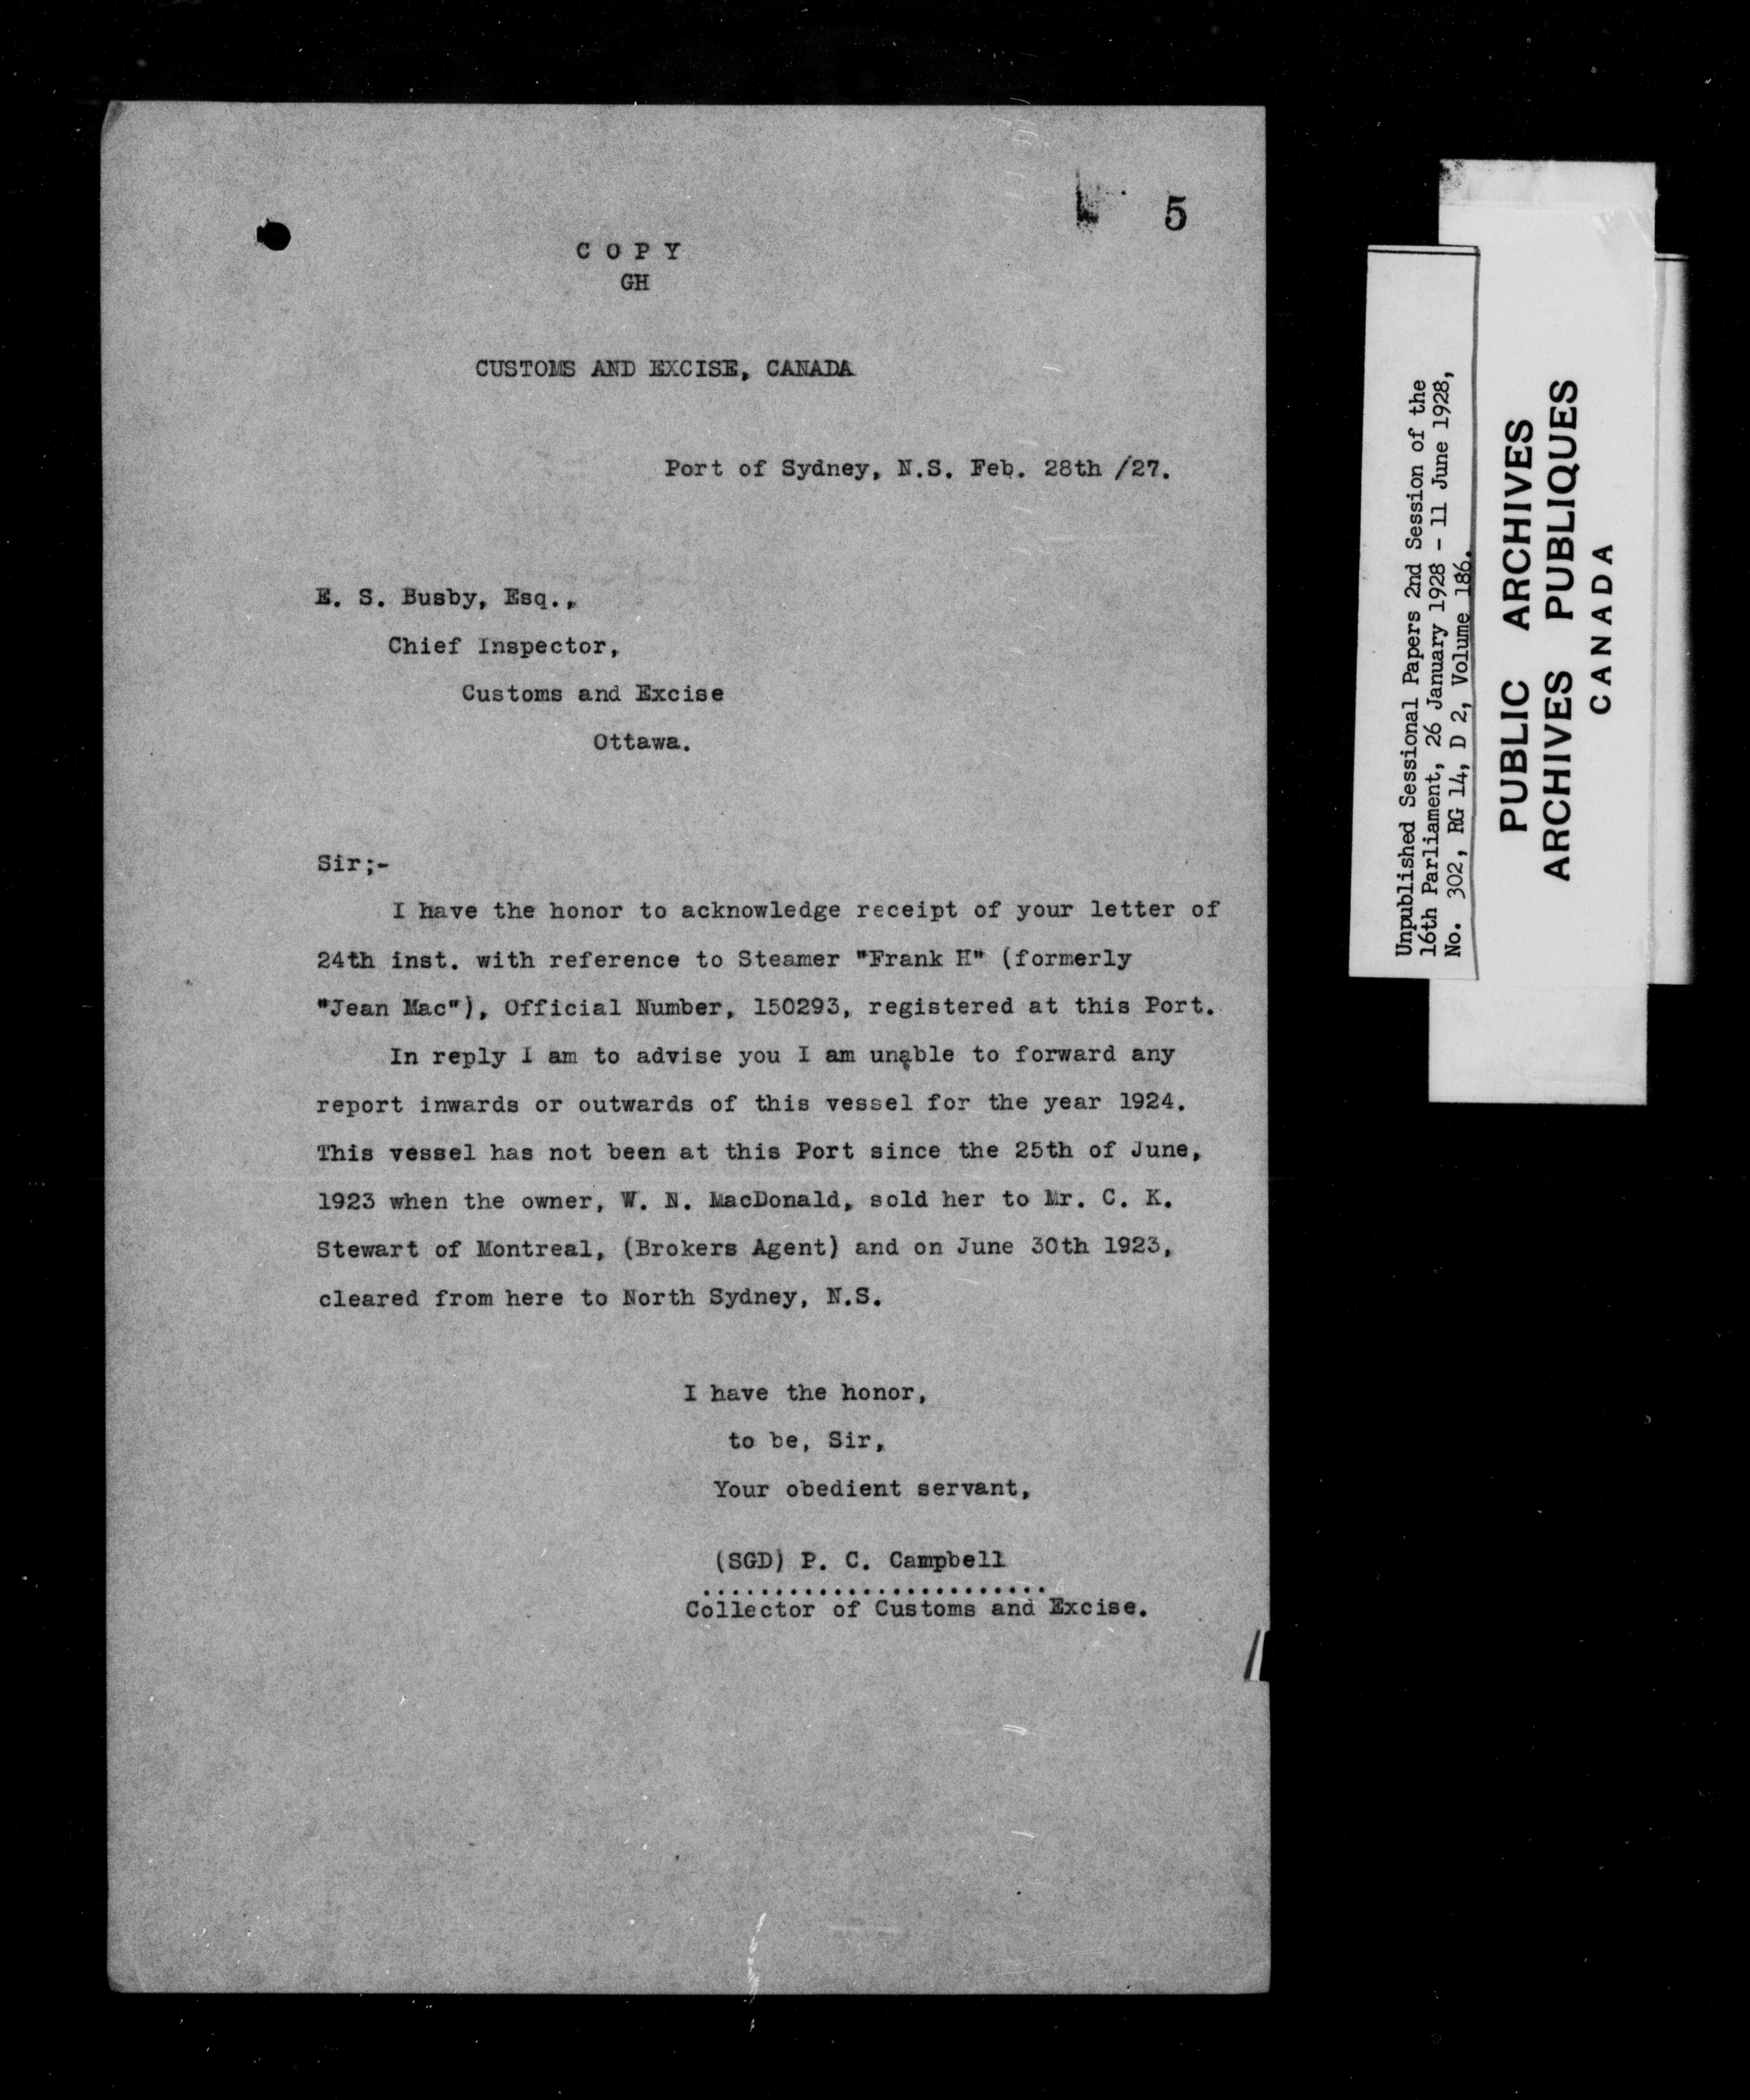 5
C O P Y
GH
CUSTOMS AND EXCISE, CANADA
Port of Sydney, N.S. Feb. 28th /27.
E. S. Busby, Esq.,
Chief Inspector,
Customs and Excise
Ottawa.
Sir;-
I have the honor to acknowledge receipt of your letter of
24th inst. with reference to Steamer "Frank H" (formerly
"Jean Mac"), Official Number, 150293, registered at this Port.
In reply I am to advise you I am unable to forward any
report inwards or outwards of this vessel for the year 1924.
This vessel has not been at this Port since the 25th of June,
1923 when the owner, W. N. MacDonald, sold her to Mr. C. K.
Stewart of Montreal, (Brokers Agent) and on June 30th 1923,
cleared from here to North Sydney, N.S.
I have the honor,
to be, Sir,
Your obedient servant,
(SGD) P. C. Campbell
........................
Collector of Customs and Excise.
Unpublished Sessional Papers 2nd Session of the
16th Parliament, 26 January 1928 - 11 June 1928,
No. 302, RG 14, D 2, Volume 186.
PUBLIC ARCHIVES
ARCHIVES PUBLIQUES
CANADA